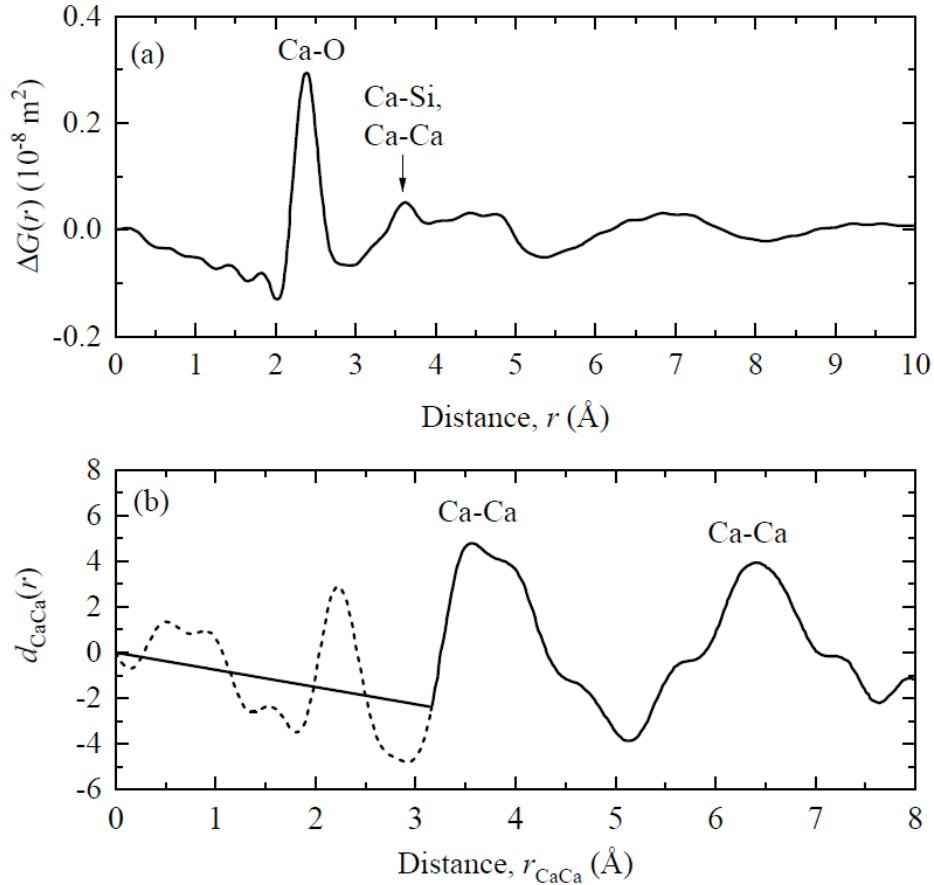 (a)
Ca-O
Ca-Si,
Ca-Ca
ΔG(r) (10⁻⁸ m²)
0.4
0.2
0.0
-0.2
0 1 2 3 4 5 6 7 8 9 10
Distance, r (Å)
(b)
Ca-Ca
Ca-Ca
d_CaCa(r)
8
6
4
2
0
-2
-4
-6
0 1 2 3 4 5 6 7 8
Distance, r_CaCa (Å)